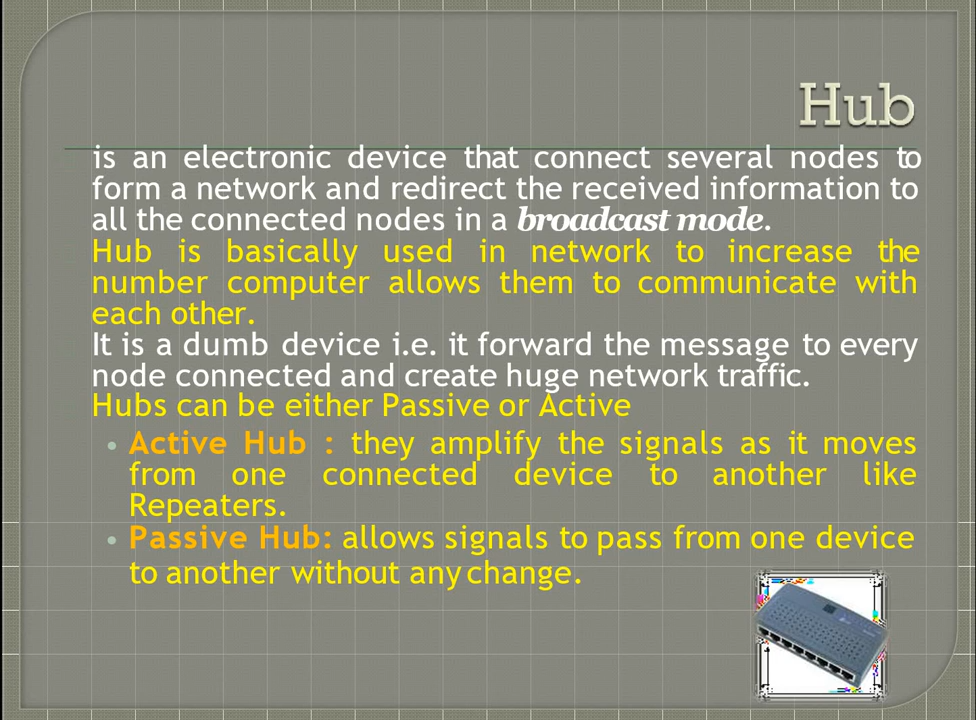 Hub
is an electronic device that connect several nodes to
form a network and redirect the received information to
all the connected nodes in a broadcast mode.
Hub is basically used in network to increase the
number computer allows them to communicate with
each other.
It is a dumb device i.e. it forward the message to every
node connected and create huge network traffic.
Hubs can be either Passive or Active
• Active Hub : they amplify the signals as it moves
from one connected device to another like
Repeaters.
• Passive Hub: allows signals to pass from one device
to another without any change.